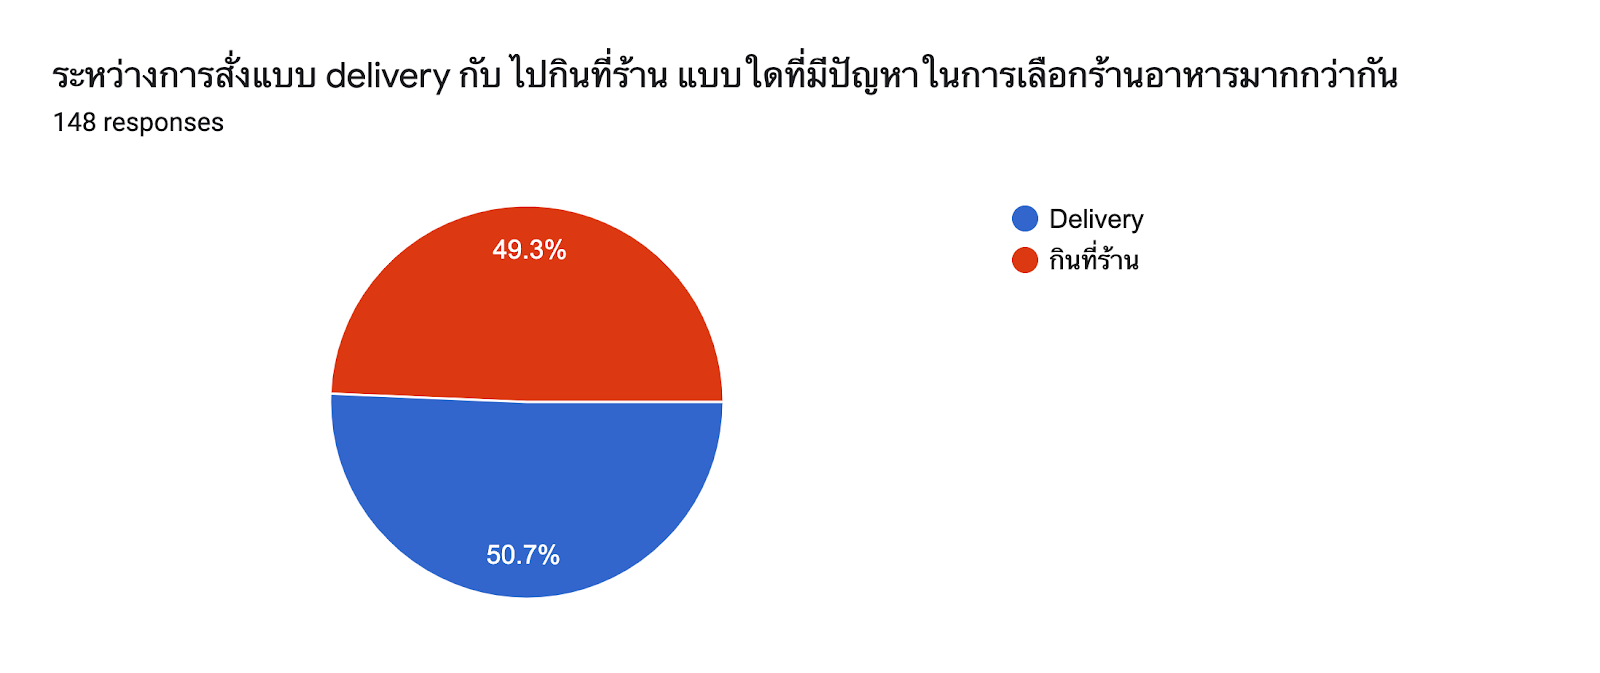 ระหว่างการสั่งแบบ delivery กับ ไปกินที่ร้าน แบบใดที่มีปัญหาในการเลือกร้านอาหารมากกว่ากัน
148 responses
Delivery
กินที่ร้าน
49.3%
50.7%